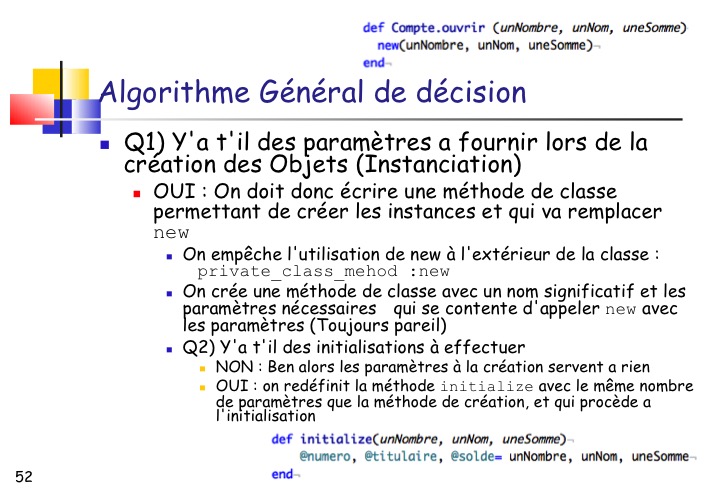 def Compte.ouvrir (unNombre, unNom, uneSomme)
new(unNombre, unNom, uneSomme)¬
end¬
Algorithme Général de décision
Q1) Y'a t'il des paramètres a fournir lors de la
création des Objets (Instanciation)
OUI : On doit donc écrire une méthode de classe
permettant de créer les instances et qui va remplacer
new
On empêche l'utilisation de new à l'extérieur de la classe :
private_class_mehod :new
On crée une méthode de classe avec un nom significatif et les
paramètres nécessaires qui se contente d'appeler new avec
les paramètres (Toujours pareil)
Q2) Y'a t'il des initialisations à effectuer
NON : Ben alors les paramètres à la création servent a rien
OUI : on redéfinit la méthode initialize avec le même nombre
de paramètres que la méthode de création, et qui procède a
l'initialisation
def initialize(unNombre, unNom, uneSomme)¬
@numero, @titulaire, @solde= unNombre, unNom, uneSomme¬
end¬
52